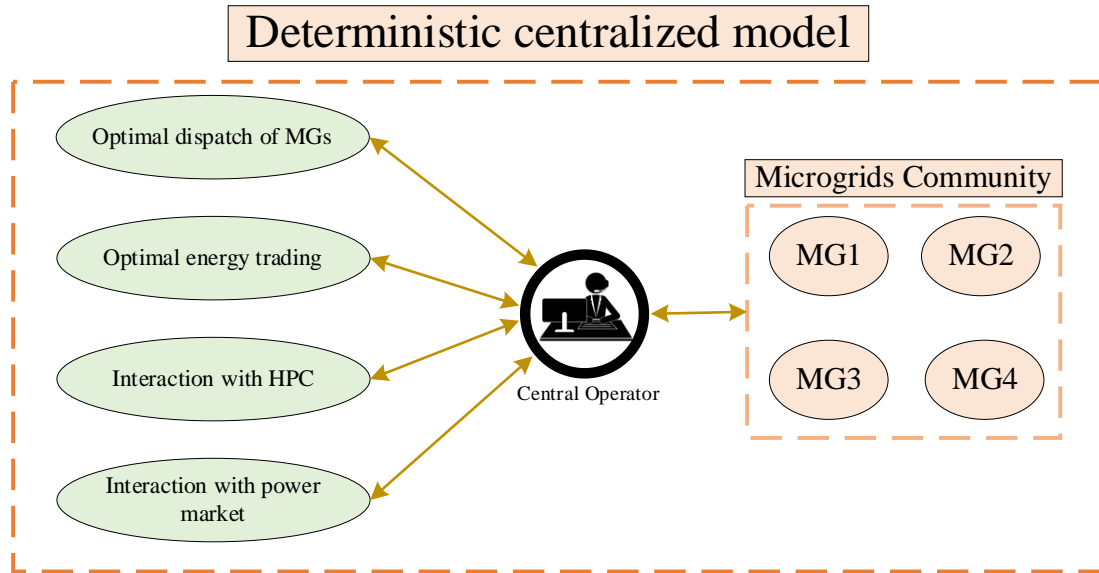 Deterministic centralized model
Optimal dispatch of MGs
Optimal energy trading
Interaction with HPC
Interaction with power
market
Central Operator
Microgrids Community
MG1
MG2
MG3
MG4